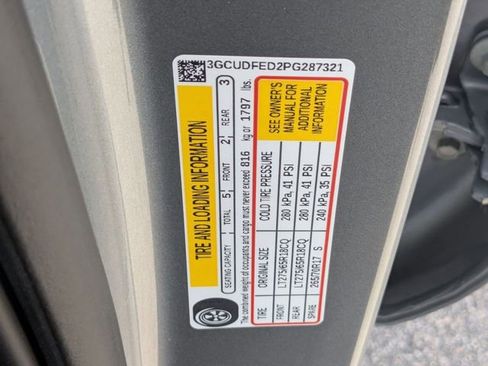 3GCUDFED2PG287321
TIRE AND LOADING INFORMATION
SEATING CAPACITY TOTAL 5 FRONT 2 REAR 3
The combined weight of occupants and cargo must never exceed 816 kg or 1797 lbs.
TIRE ORIGINAL SIZE COLD TIRE PRESSURE
FRONT LT275/65R18CQ 280 kPa, 41 PSI
REAR LT275/65R18CQ 280 kPa, 41 PSI
SPARE 265/70R17 S 240 kPa, 35 PSI
SEE OWNER'S
MANUAL FOR
ADDITIONAL
INFORMATION